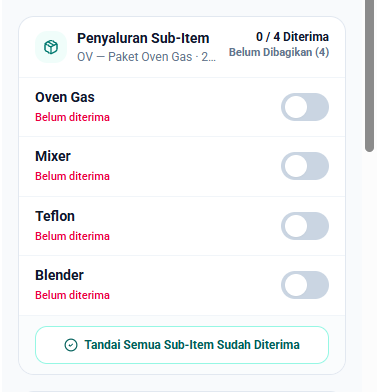 Penyaluran Sub-Item
0 / 4 Diterima
OV — Paket Oven Gas · 2...
Belum Dibagikan (4)
Oven Gas
Belum diterima
Mixer
Belum diterima
Teflon
Belum diterima
Blender
Belum diterima
Tandai Semua Sub-Item Sudah Diterima